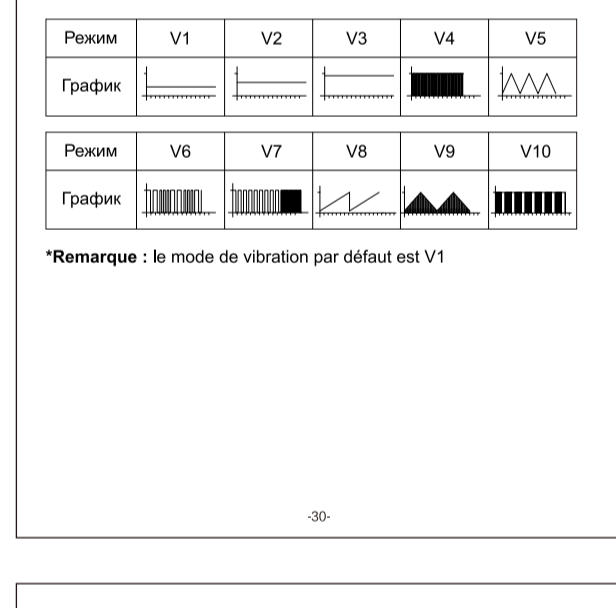 Режим V1 V2 V3 V4 V5
График
Режим V6 V7 V8 V9 V10
График
*Remarque : le mode de vibration par défaut est V1
-30-